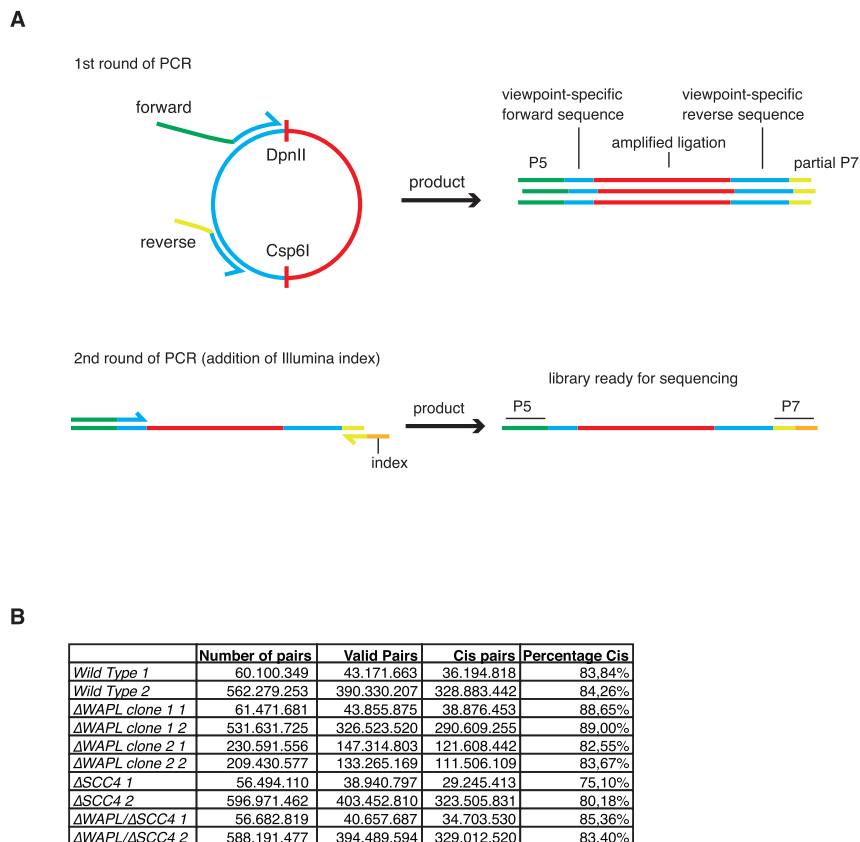 A
1st round of PCR
forward
DpnII
reverse
Csp6I
product
viewpoint-specific
forward sequence
viewpoint-specific
reverse sequence
amplified ligation
P5
partial P7
2nd round of PCR (addition of Illumina index)
index
product
library ready for sequencing
P5
P7
B
Number of pairs Valid Pairs Cis pairs Percentage Cis
Wild Type 1 60.100.349 43.171.663 36.194.818 83,84%
Wild Type 2 562.279.253 390.330.207 328.883.442 84,26%
ΔWAPL clone 1 1 61.471.681 43.855.875 38.876.453 88,65%
ΔWAPL clone 1 2 531.631.725 326.523.520 290.609.255 89,00%
ΔWAPL clone 2 1 230.591.556 147.314.803 121.608.442 82,55%
ΔWAPL clone 2 2 209.430.577 133.265.169 111.506.109 83,67%
ΔSCC4 1 56.494.110 38.940.797 29.245.413 75,10%
ΔSCC4 2 596.971.462 403.452.810 323.505.831 80,18%
ΔWAPL/ΔSCC4 1 56.682.819 40.657.687 34.703.530 85,36%
ΔWAPL/ΔSCC4 2 588.191.477 394.489.594 329.012.520 83,40%